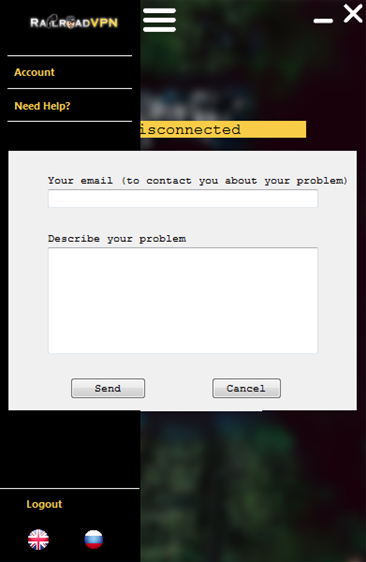 RAILROADVPN
Account
Need Help?
isconnected
Your email (to contact you about your problem)
Describe your problem
Send
Cancel
Logout